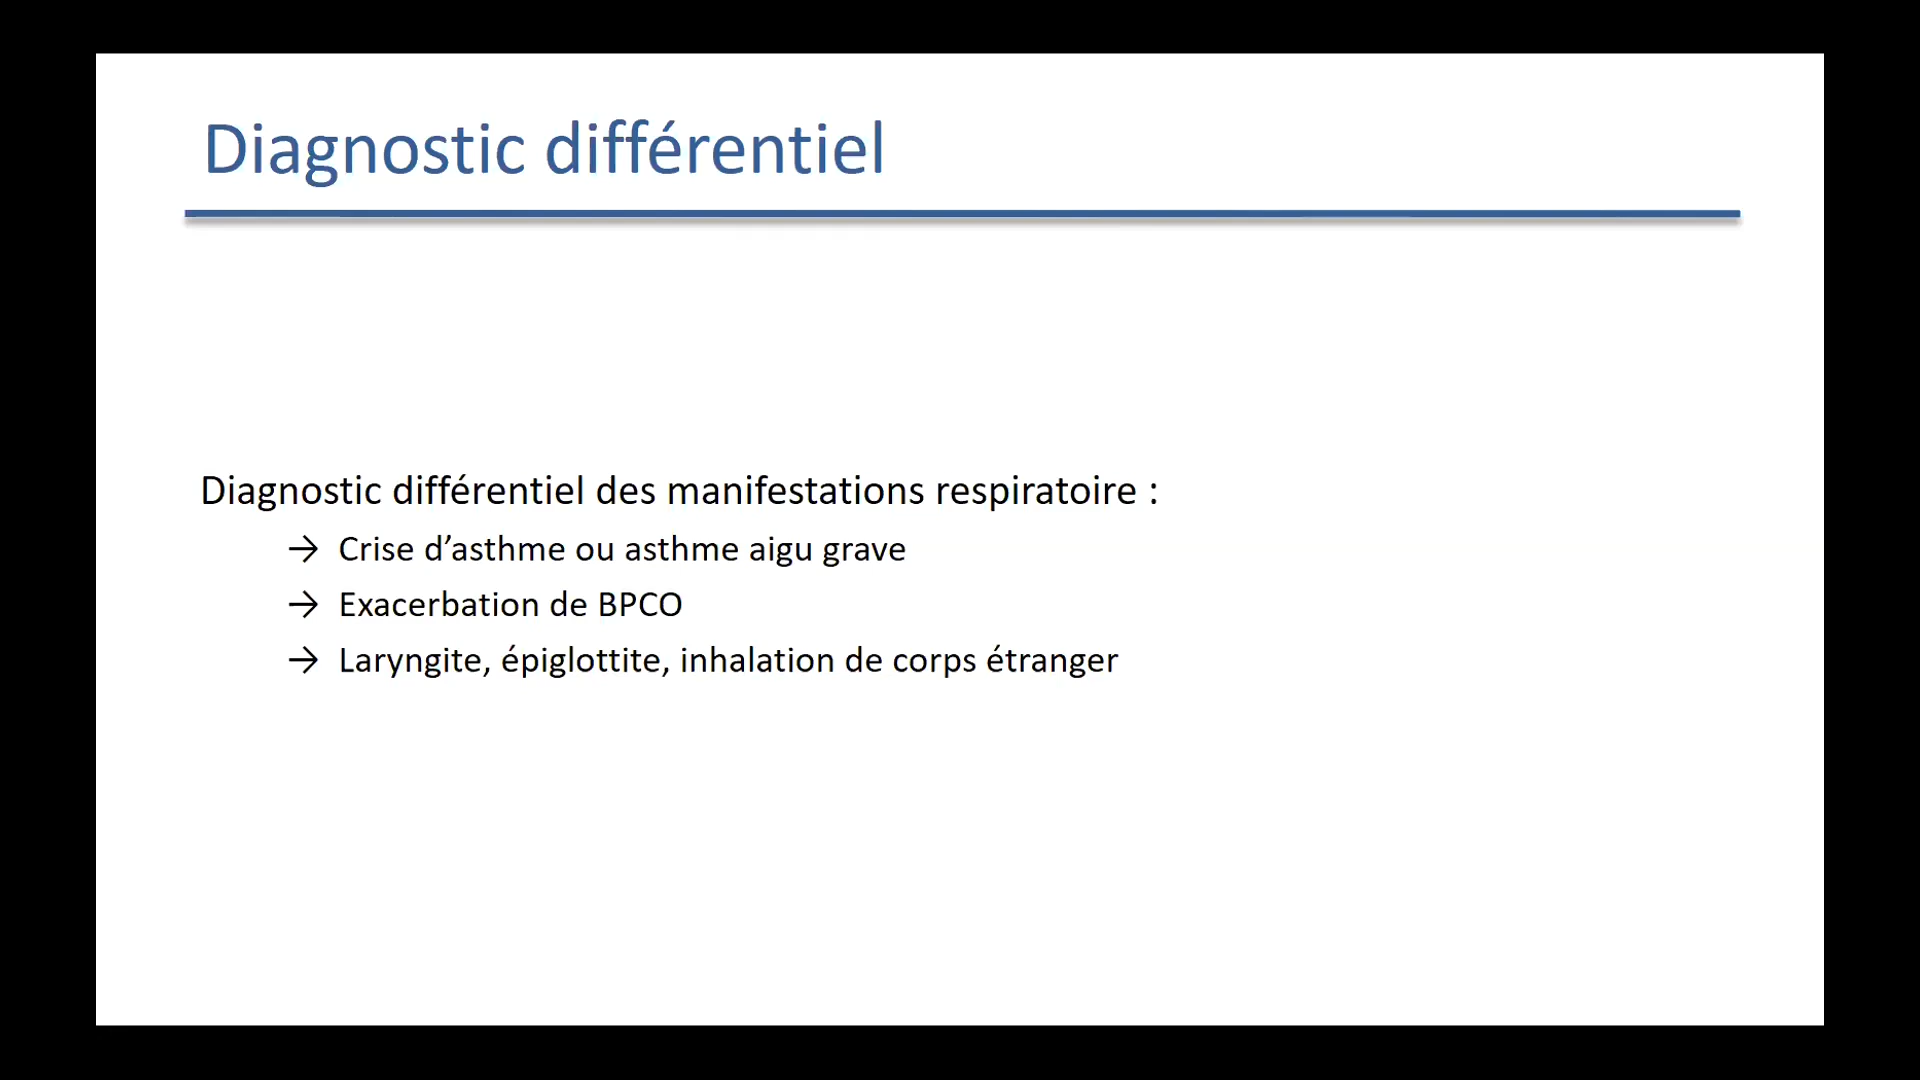 Diagnostic différentiel
Diagnostic différentiel des manifestations respiratoire :
→ Crise d’asthme ou asthme aigu grave
→ Exacerbation de BPCO
→ Laryngite, épiglottite, inhalation de corps étranger